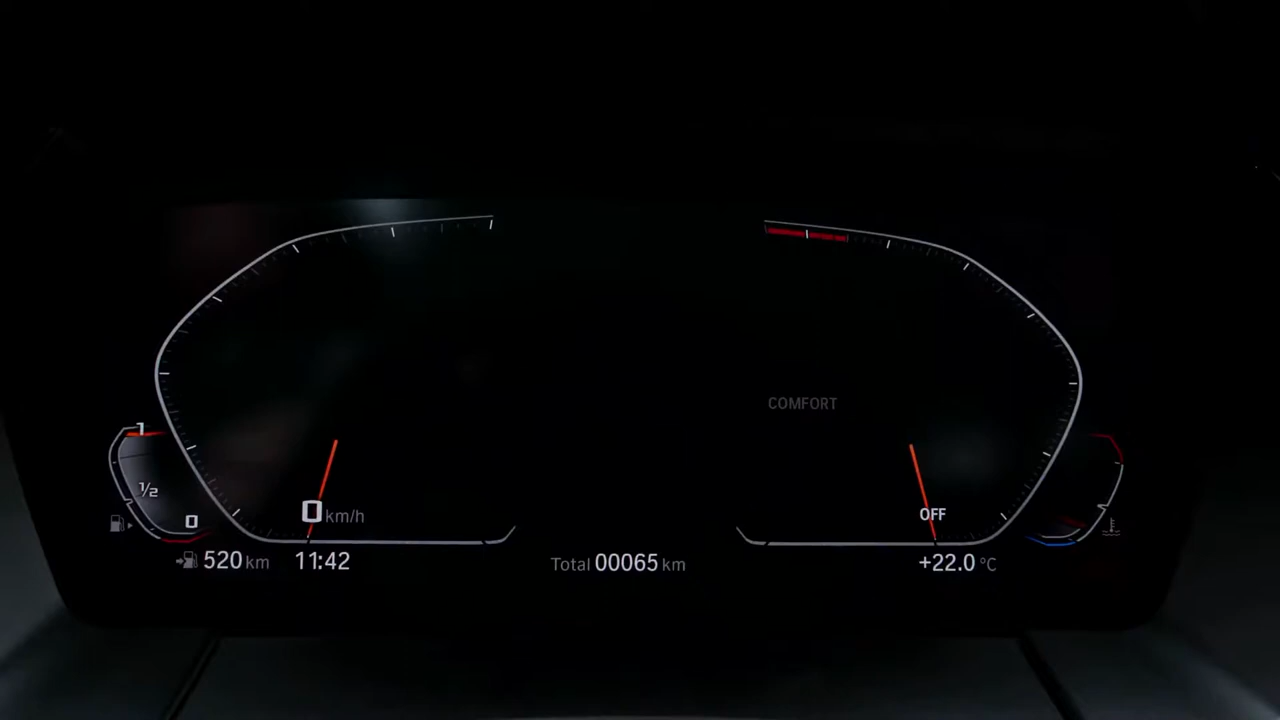 COMFORT
1
1/2
0
0 km/h
OFF
520 km
11:42
Total 00065 km
+22.0 °C